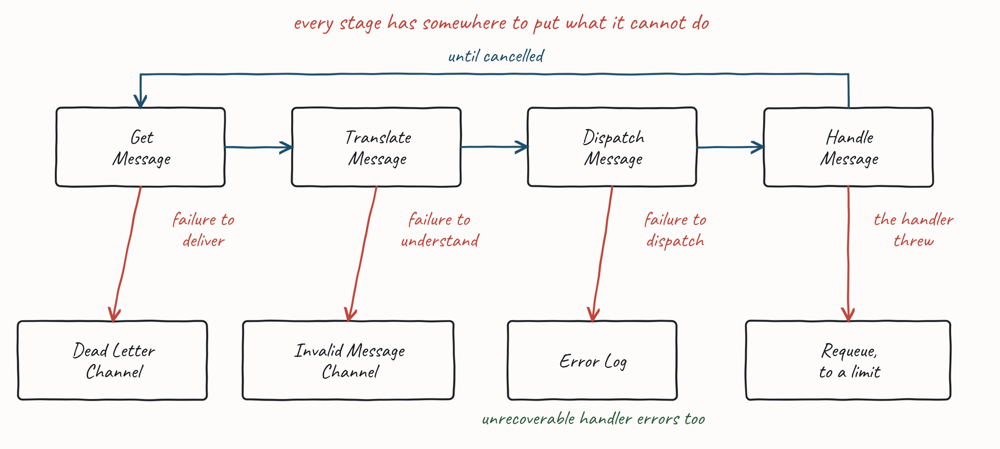 every stage has somewhere to put what it cannot do
until cancelled
Get
Message
Translate
Message
Dispatch
Message
Handle
Message
failure to
deliver
failure to
understand
failure to
dispatch
the handler
threw
Dead Letter
Channel
Invalid Message
Channel
Error Log
Requeue,
to a limit
unrecoverable handler errors too